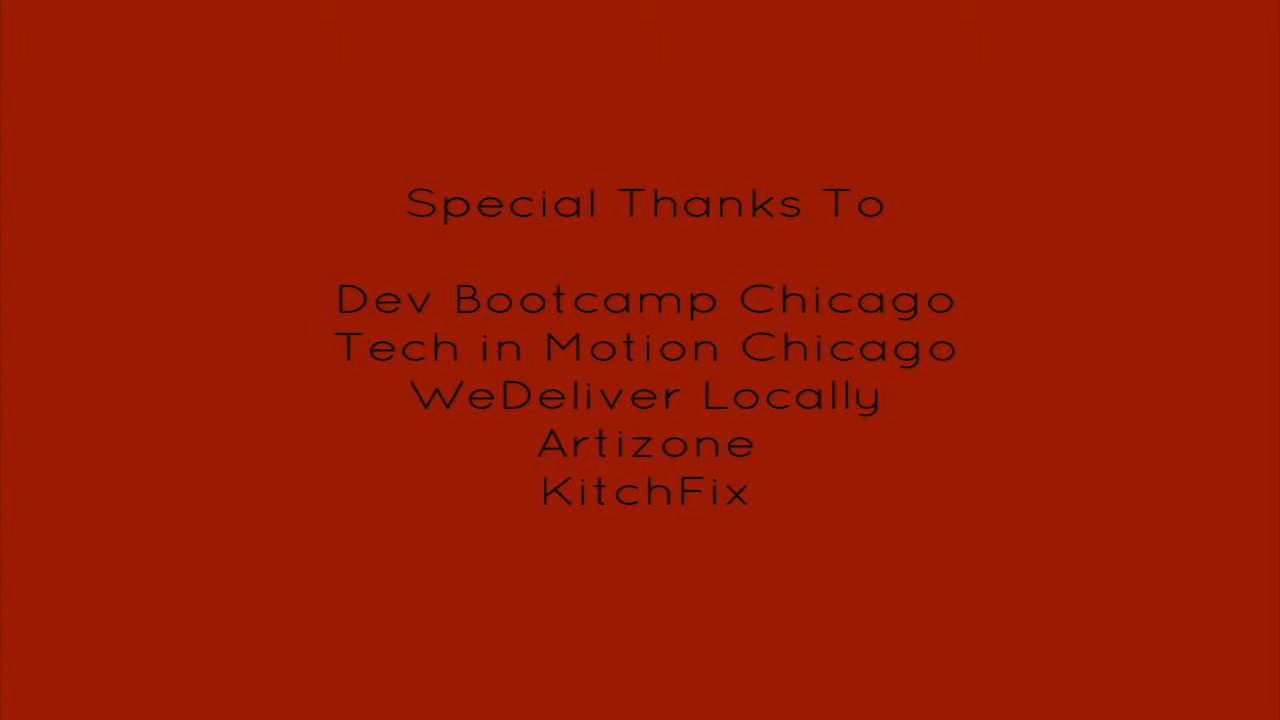 Special Thanks To
Dev Bootcamp Chicago
Tech in Motion Chicago
WeDeliver Locally
Artizone
KitchFix